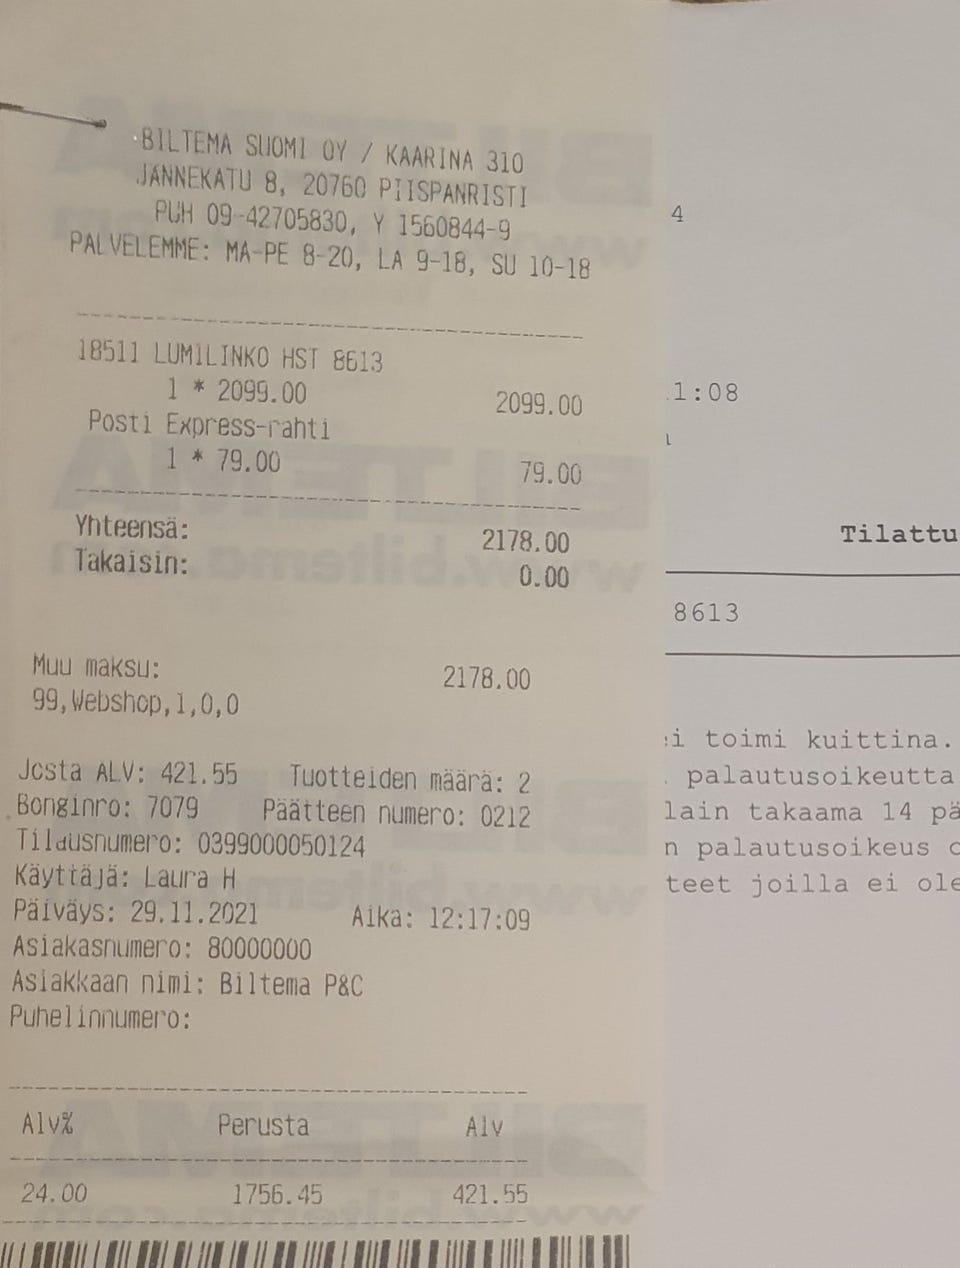 BILTEMA SUOMI OY / KAARINA 310
JANNEKATU 8, 20760 PIISPANRISTI
PUH 09-42705830, Y 1560844-9
PALVELEMME: MA-PE 8-20, LA 9-18, SU 10-18
18511 LUMILINKO HST 8613
1 * 2099.00 2099.00
Posti Express-rahti
1 * 79.00 79.00
Yhteensä: 2178.00
Takaisin: 0.00
Muu maksu: 2178.00
99,Webshop,1,0,0
Josta ALV: 421.55 Tuotteiden määrä: 2
Bonginro: 7079 Päätteen numero: 0212
Tilausnumero: 0399000050124
Käyttäjä: Laura H
Päiväys: 29.11.2021 Aika: 12:17:09
Asiakasnumero: 80000000
Asiakkaan nimi: Biltema P&C
Puhelinnumero:
Alv% Perusta Alv
24.00 1756.45 421.55
4
1:08
Tilattu
8613
i toimi kuittina.
palautusoikeutta
lain takaama 14 pä
n palautusoikeus
teet joilla ei ole